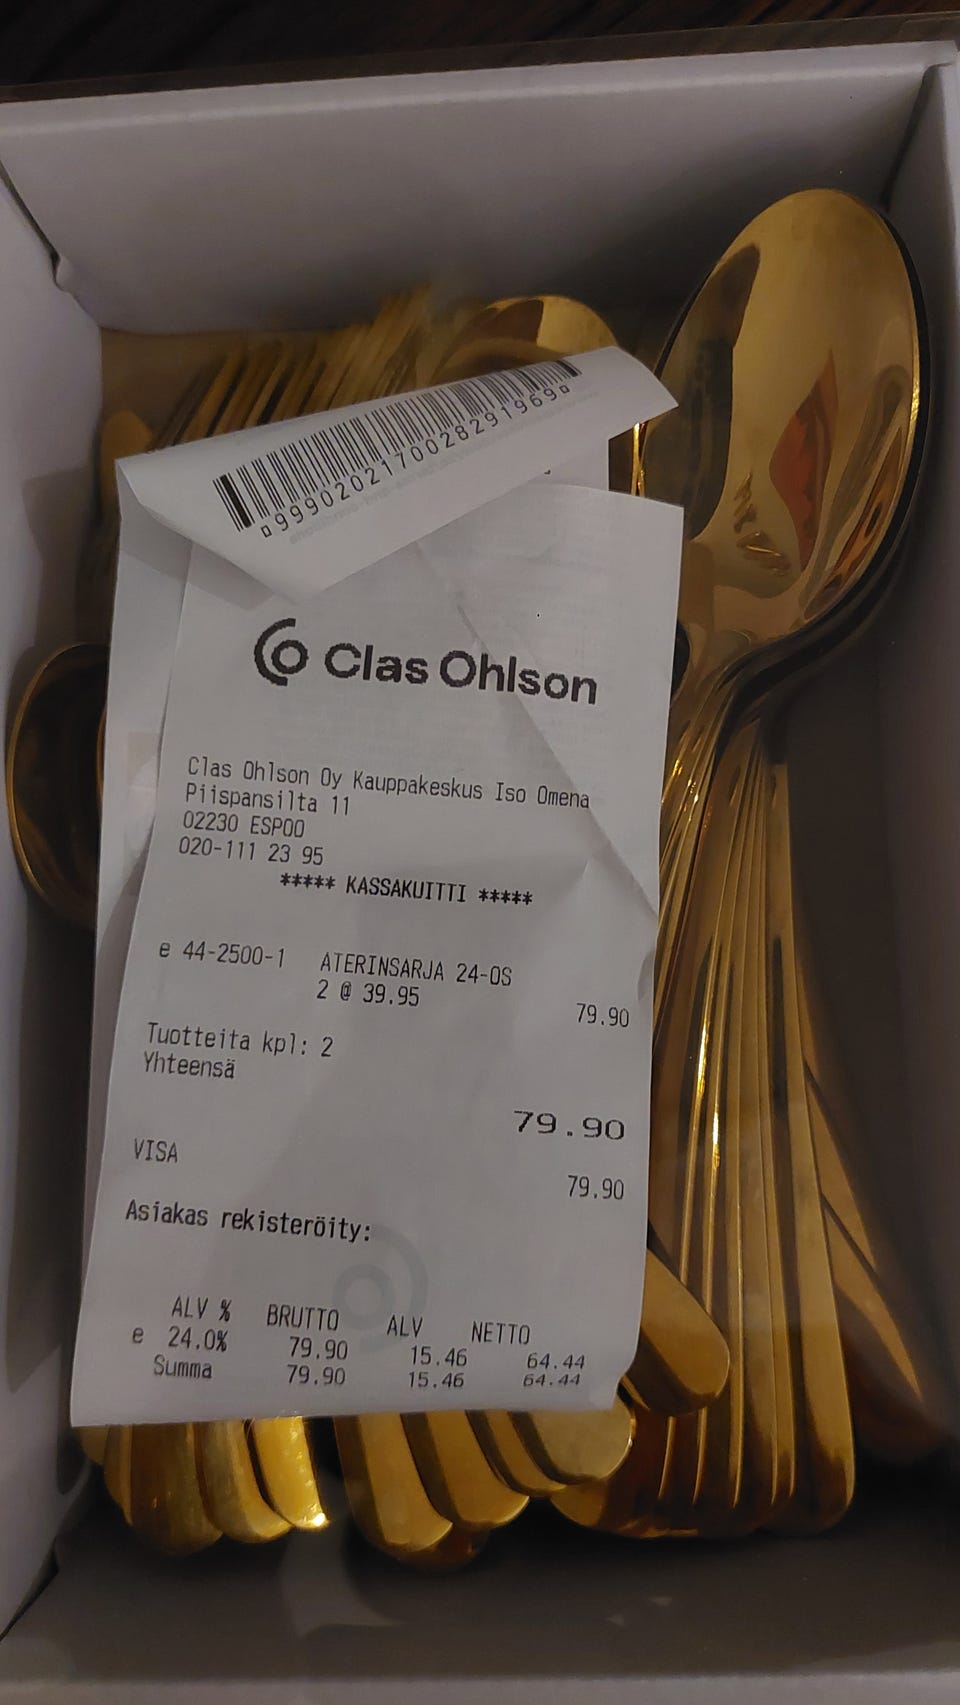 ¤9990202170028291969¤
Clas Ohlson
Clas Ohlson Oy Kauppakeskus Iso Omena
Piispansilta 11
02230 ESPOO
020-111 23 95
***** KASSAKUITTI *****
e 44-2500-1 ATERINSARJA 24-OS
2 @ 39.95 79.90
Tuotteita kpl: 2
Yhteensä
79.90
VISA
79.90
Asiakas rekisteröity:
ALV % BRUTTO ALV NETTO
e 24.0% 79.90 15.46 64.44
Summa 79.90 15.46 64.44